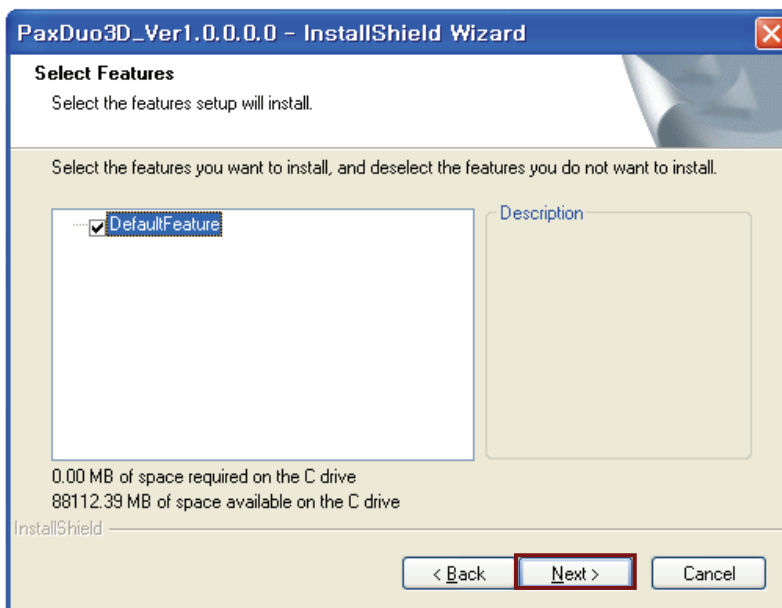 PaxDuo3D_Ver1.0.0.0.0 - InstallShield Wizard
Select Features
Select the features setup will install.
Select the features you want to install, and deselect the features you do not want to install.
DefaultFeature
Description
0.00 MB of space required on the C drive
88112.39 MB of space available on the C drive
InstallShield
< Back Next > Cancel